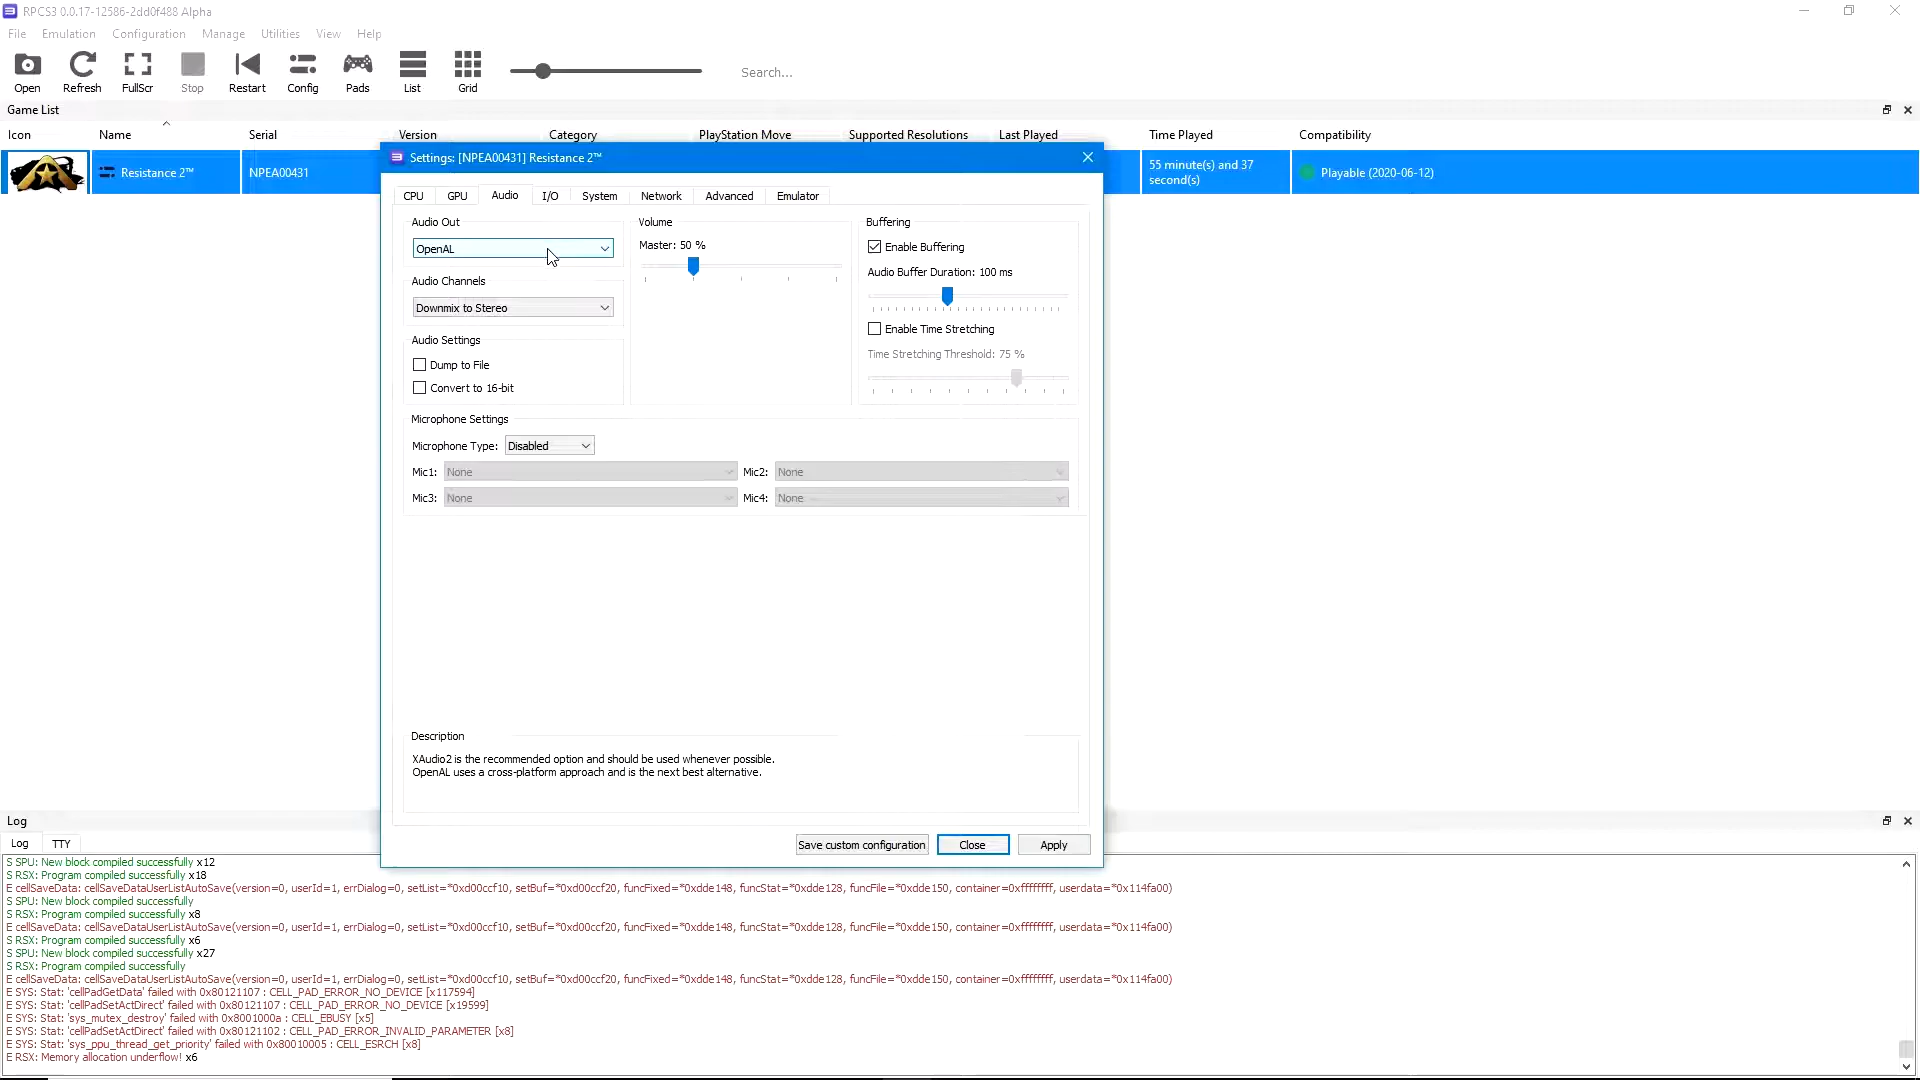 RPCS3 0.0.17-12586-2dd0f488 Alpha
File Emulation Configuration Manage Utilities View Help
Open Refresh FullScr Stop Restart Config Pads List Grid Search...
Game List
Icon Name Serial Version Category PlayStation Move Supported Resolutions Last Played Time Played Compatibility
Resistance 2™ NPEA00431 55 minute(s) and 37 second(s) Playable (2020-06-12)
Settings: [NPEA00431] Resistance 2™
CPU GPU Audio I/O System Network Advanced Emulator
Audio Out
OpenAL
Audio Channels
Downmix to Stereo
Audio Settings
Dump to File
Convert to 16-bit
Volume
Master: 50 %
Buffering
Enable Buffering
Audio Buffer Duration: 100 ms
Enable Time Stretching
Time Stretching Threshold: 75 %
Microphone Settings
Microphone Type: Disabled
Mic1: None Mic2: None
Mic3: None Mic4: None
Description
XAudio2 is the recommended option and should be used whenever possible.
OpenAL uses a cross-platform approach and is the next best alternative.
Save custom configuration Close Apply
Log
Log TTY
S SPU: New block compiled successfully x12
S RSX: Program compiled successfully x18
E cellSaveData: cellSaveDataUserListAutoSave(version=0, userId=1, errDialog=0, setList=*0xd00ccf10, setBuf=*0xd00ccf20, funcFixed=*0xdde148, funcStat=*0xdde128, funcFile=*0xdde150, container=0xffffffff, userdata=*0x114fa00)
S SPU: New block compiled successfully
S RSX: Program compiled successfully x8
E cellSaveData: cellSaveDataUserListAutoSave(version=0, userId=1, errDialog=0, setList=*0xd00ccf10, setBuf=*0xd00ccf20, funcFixed=*0xdde148, funcStat=*0xdde128, funcFile=*0xdde150, container=0xffffffff, userdata=*0x114fa00)
S RSX: Program compiled successfully x6
S SPU: New block compiled successfully x27
S RSX: Program compiled successfully
E cellSaveData: cellSaveDataUserListAutoSave(version=0, userId=1, errDialog=0, setList=*0xd00ccf10, setBuf=*0xd00ccf20, funcFixed=*0xdde148, funcStat=*0xdde128, funcFile=*0xdde150, container=0xffffffff, userdata=*0x114fa00)
E SYS: Stat: 'cellPadGetData' failed with 0x80121107 : CELL_PAD_ERROR_NO_DEVICE [x117594]
E SYS: Stat: 'cellPadSetActDirect' failed with 0x80121107 : CELL_PAD_ERROR_NO_DEVICE [x19599]
E SYS: Stat: 'sys_mutex_destroy' failed with 0x8001000a : CELL_EBUSY [x5]
E SYS: Stat: 'cellPadSetActDirect' failed with 0x80121102 : CELL_PAD_ERROR_INVALID_PARAMETER [x8]
E SYS: Stat: 'sys_ppu_thread_get_priority' failed with 0x80010005 : CELL_ESRCH [x8]
E RSX: Memory allocation underflow! x6